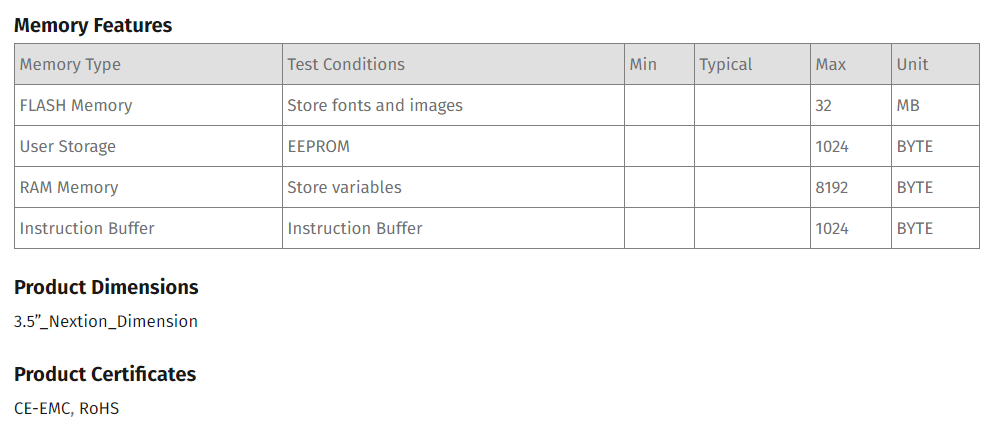 Memory Features
Memory Type Test Conditions Min Typical Max Unit
FLASH Memory Store fonts and images 32 MB
User Storage EEPROM 1024 BYTE
RAM Memory Store variables 8192 BYTE
Instruction Buffer Instruction Buffer 1024 BYTE
Product Dimensions
3.5”_Nextion_Dimension
Product Certificates
CE-EMC, RoHS